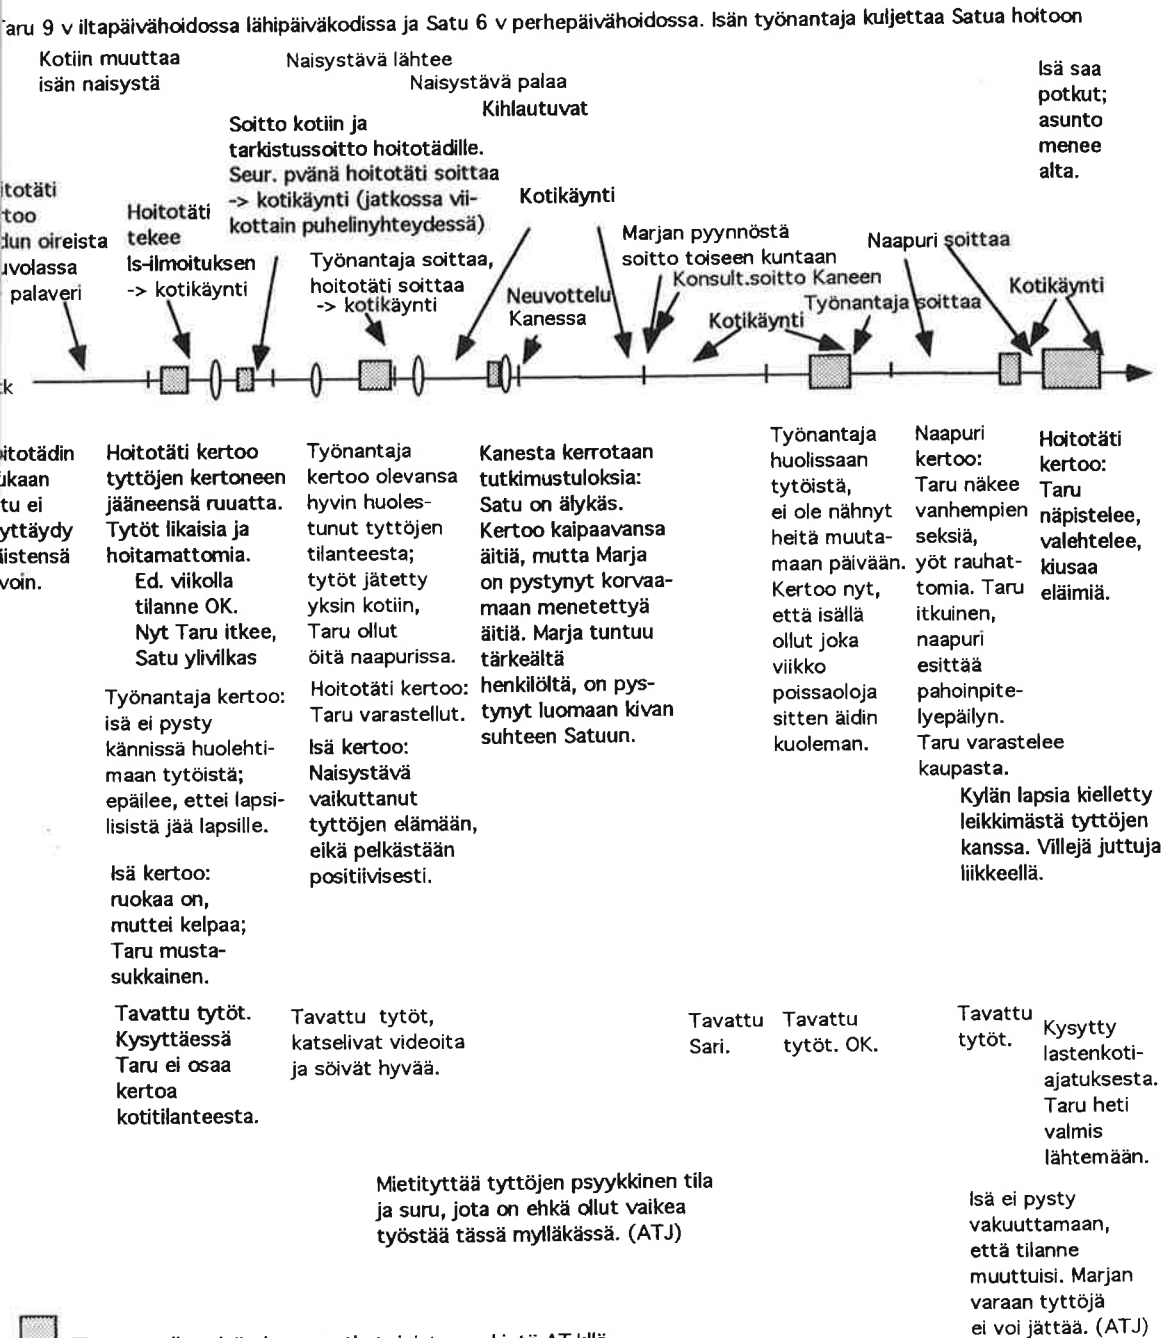 Taru 9 v iltapäivähoidossa lähipäiväkodissa ja Satu 6 v perhepäivähoidossa. Isän työnantaja kuljettaa Satua hoitoon
Kotiin muuttaa
isän naisystä
Naisystävä lähtee
Naisystävä palaa
Kihlautuvat
Isä saa
potkut;
asunto
menee
alta.
Soitto kotiin ja
tarkistussoitto hoitotädille.
Seur. pvänä hoitotäti soittaa
-> kotikäynti (jatkossa vii-
kottain puhelinyhteydessä)
itotäti
rtoo
dun oireista
uvolassa
palaveri
Hoitotäti
tekee
ls-ilmoituksen
-> kotikäynti
Työnantaja soittaa,
hoitotäti soittaa
-> kotikäynti
Kotikäynti
Neuvottelu
Kanessa
Marjan pyynnöstä
soitto toiseen kuntaan
Konsult.soitto Kaneen
Kotikäynti
Työnantaja soittaa
Naapuri soittaa
Kotikäynti
ck
oitotädin
ukaan
tu ei
yttäydy
iistensä
voin.
Hoitotäti kertoo
tyttöjen kertoneen
jääneensä ruuatta.
Tytöt likaisia ja
hoitamattomia.
Ed. viikolla
tilanne OK.
Nyt Taru itkee,
Satu ylivilkas
Työnantaja kertoo:
isä ei pysty
kännissä huolehti-
maan tytöistä;
epäilee, ettei lapsi-
lisistä jää lapsille.
Isä kertoo:
ruokaa on,
muttei kelpaa;
Taru musta-
sukkainen.
Työnantaja
kertoo olevansa
hyvin huoles-
tunut tyttöjen
tilanteesta;
tytöt jätetty
yksin kotiin,
Taru ollut
öitä naapurissa.
Hoitotäti kertoo:
Taru varastellut.
Isä kertoo:
Naisystävä
vaikuttanut
tyttöjen elämään,
eikä pelkästään
positiivisesti.
Kanesta kerrotaan
tutkimustuloksia:
Satu on älykäs.
Kertoo kaipaavansa
äitiä, mutta Marja
on pystynyt korvaa-
maan menetettyä
äitiä. Marja tuntuu
tärkeältä
henkilöltä, on pys-
tynyt luomaan kivan
suhteen Satuun.
Työnantaja
huolissaan
tytöistä,
ei ole nähnyt
heitä muuta-
maan päivään.
Kertoo nyt,
että isällä
ollut joka
viikko
poissaoloja
sitten äidin
kuoleman.
Naapuri
kertoo:
Taru näkee
vanhempien
seksiä,
yöt rauhat-
tomia. Taru
itkuinen,
naapuri
esittää
pahoinpite-
lyepäilyn.
Taru varastelee
kaupasta.
Hoitotäti
kertoo:
Taru
näpistelee,
valehtelee,
kiusaa
eläimiä.
Kylän lapsia kielletty
leikkimästä tyttöjen
kanssa. Villejä juttuja
liikkeellä.
Tavattu tytöt.
Kysyttäessä
Taru ei osaa
kertoa
kotitilanteesta.
Tavattu tytöt,
katselivat videoita
ja söivät hyvää.
Tavattu
Sari.
Tavattu
tytöt. OK.
Tavattu
tytöt.
Kysytty
lastenkoti-
ajatuksesta.
Taru heti
valmis
lähtemään.
Mietityttää tyttöjen psyykkinen tila
ja suru, jota on ehkä ollut vaikea
työstää tässä mylläkässä. (ATJ)
Isä ei pysty
vakuuttamaan,
että tilanne
muuttuisi. Marjan
varaan tyttöjä
ei voi jättää. (ATJ)